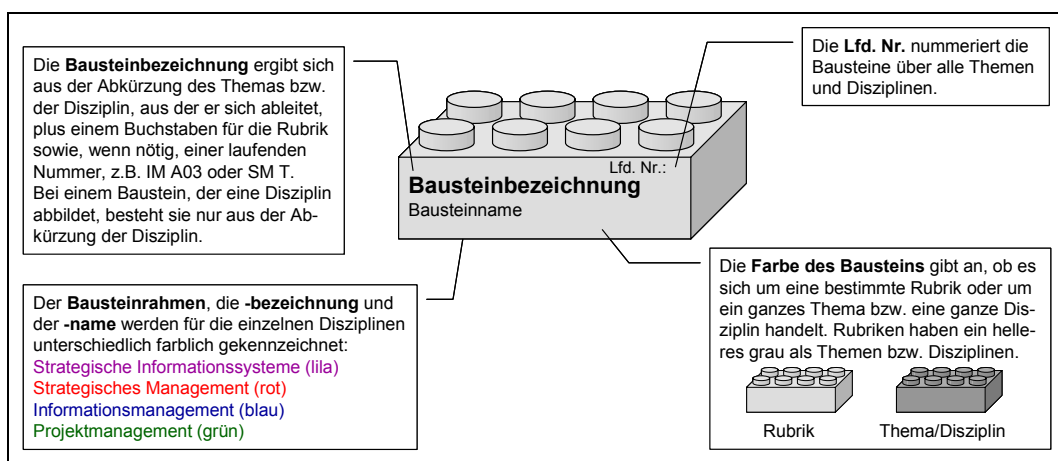 Die Bausteinbezeichnung ergibt sich
aus der Abkürzung des Themas bzw.
der Disziplin, aus der er sich ableitet,
plus einem Buchstaben für die Rubrik
sowie, wenn nötig, einer laufenden
Nummer, z.B. IM A03 oder SM T.
Bei einem Baustein, der eine Disziplin
abbildet, besteht sie nur aus der Ab-
kürzung der Disziplin.
Die Lfd. Nr. nummeriert die
Bausteine über alle Themen
und Disziplinen.
Lfd. Nr.:
Bausteinbezeichnung
Bausteinname
Der Bausteinrahmen, die -bezeichnung und
der -name werden für die einzelnen Disziplinen
unterschiedlich farblich gekennzeichnet:
Strategische Informationssysteme (lila)
Strategisches Management (rot)
Informationsmanagement (blau)
Projektmanagement (grün)
Die Farbe des Bausteins gibt an, ob es
sich um eine bestimmte Rubrik oder um
ein ganzes Thema bzw. eine ganze Dis-
ziplin handelt. Rubriken haben ein helle-
res grau als Themen bzw. Disziplinen.
Rubrik
Thema/Disziplin